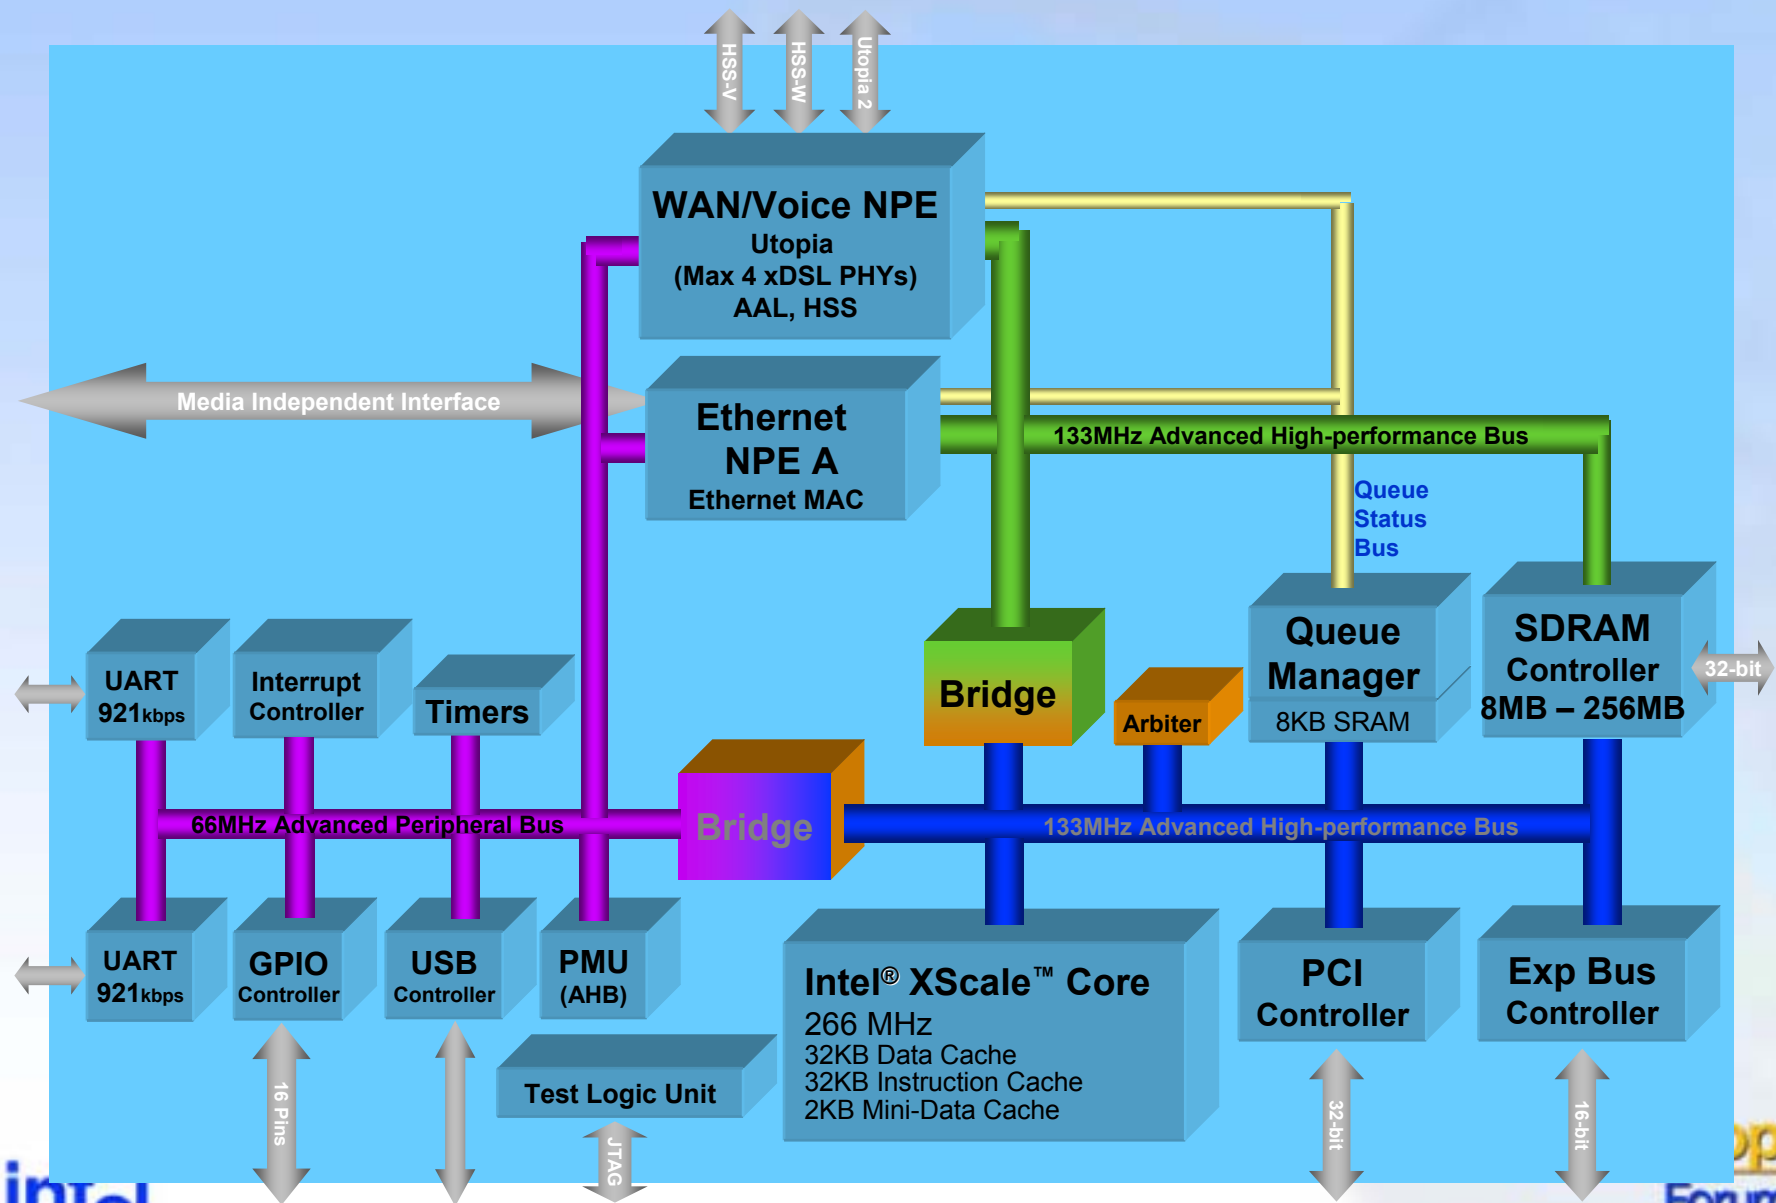 HSS-V
HSS-W
Utopia 2
WAN/Voice NPE
Utopia
(Max 4 xDSL PHYs)
AAL, HSS
Media Independent Interface
Ethernet
NPE A
Ethernet MAC
133MHz Advanced High-performance Bus
Queue
Status
Bus
UART
921kbps
Interrupt
Controller
Timers
Bridge
Arbiter
Queue
Manager
8KB SRAM
SDRAM
Controller
8MB – 256MB
32-bit
66MHz Advanced Peripheral Bus
Bridge
133MHz Advanced High-performance Bus
UART
921kbps
GPIO
Controller
USB
Controller
PMU
(AHB)
Intel® XScale™ Core
266 MHz
32KB Data Cache
32KB Instruction Cache
2KB Mini-Data Cache
PCI
Controller
Exp Bus
Controller
Test Logic Unit
16 Pins
JTAG
32-bit
16-bit
intel
Forum